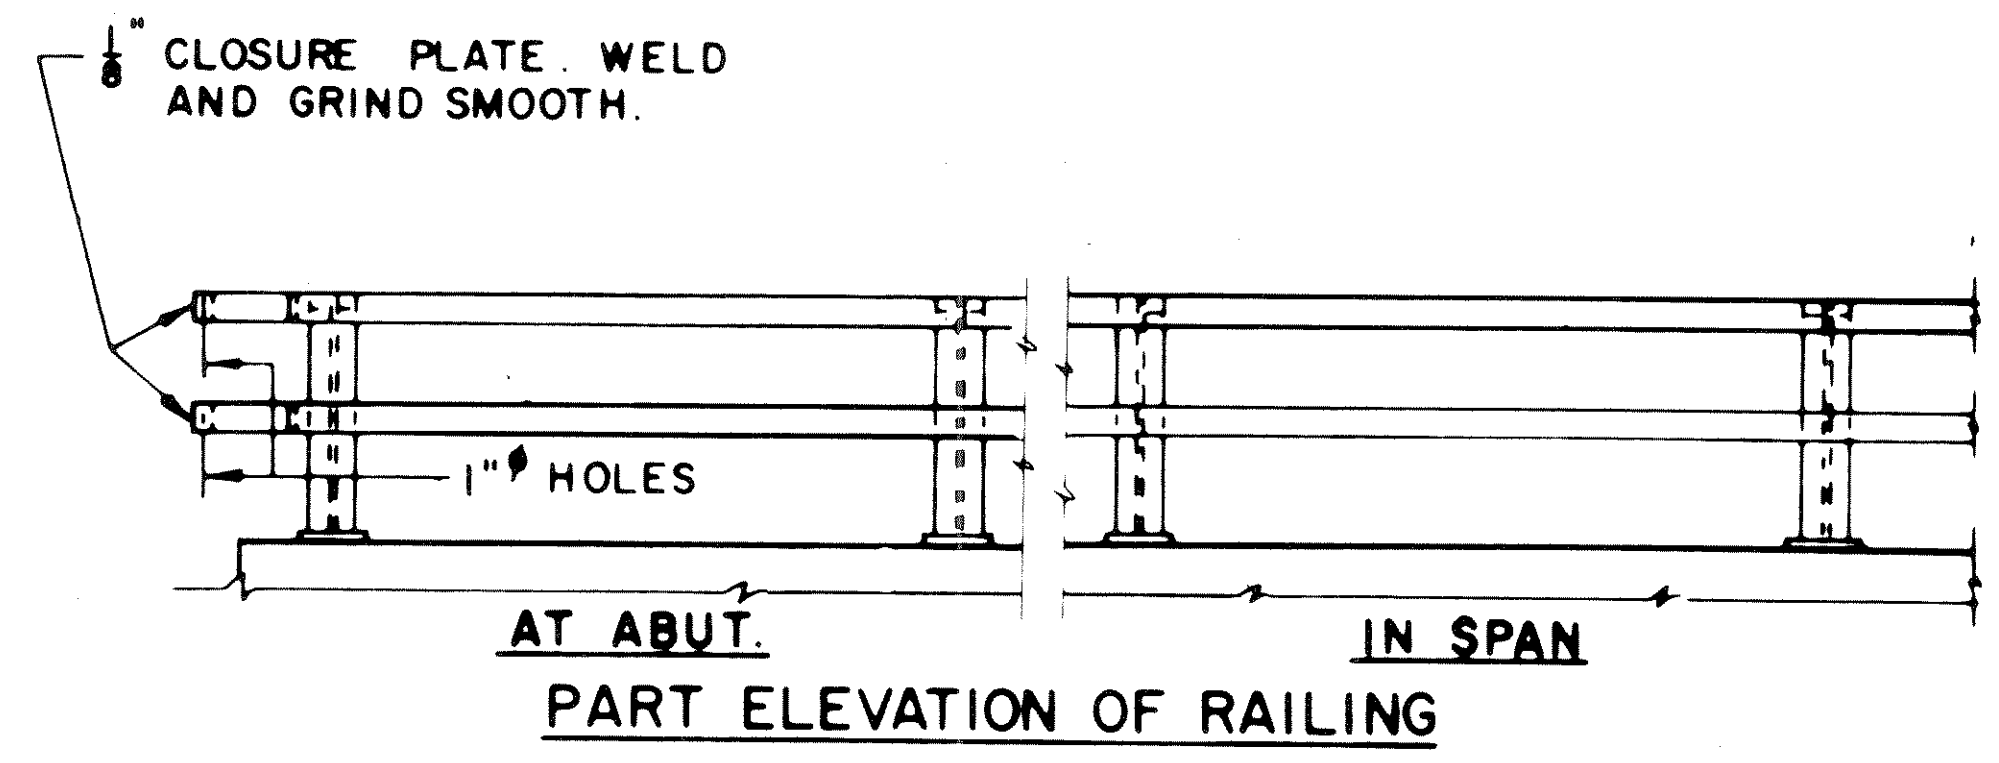 1/8" CLOSURE PLATE. WELD
AND GRIND SMOOTH.
1" ϕ HOLES
AT ABUT.
IN SPAN
PART ELEVATION OF RAILING